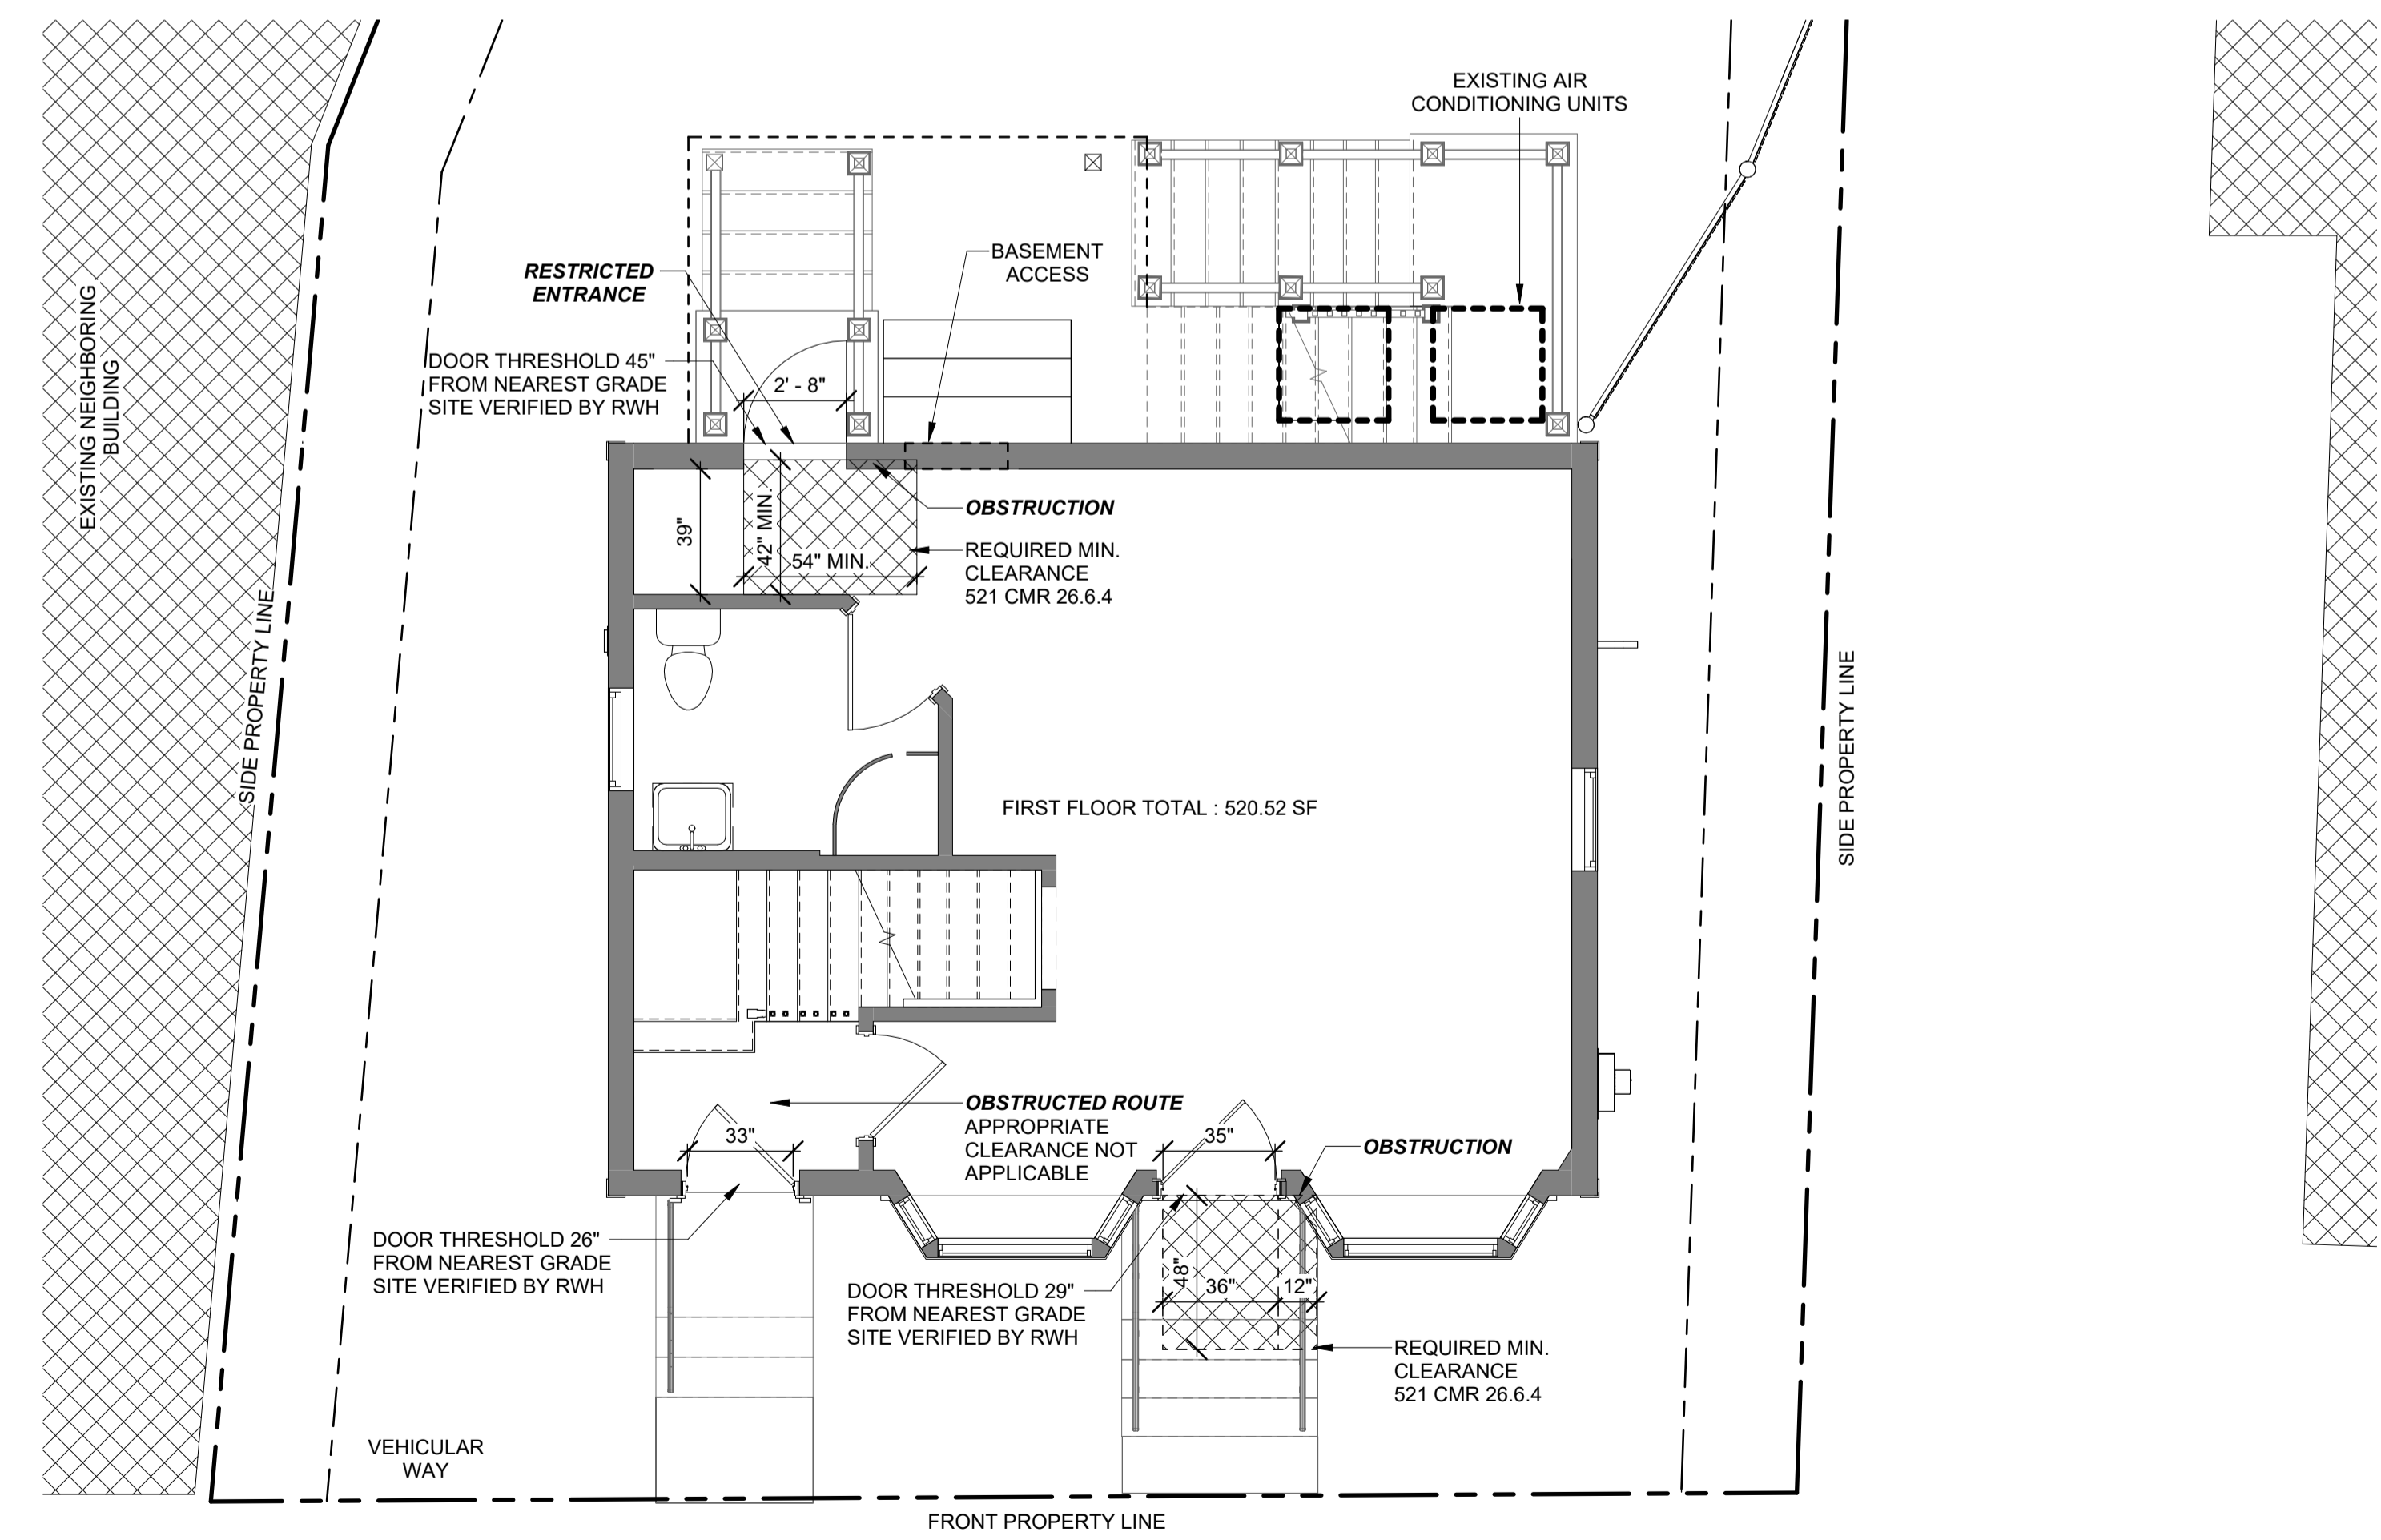 EXISTING AIR
CONDITIONING UNITS
BASEMENT
ACCESS
RESTRICTED
ENTRANCE
DOOR THRESHOLD 45"
FROM NEAREST GRADE
SITE VERIFIED BY RWH
2' - 8"
EXISTING NEIGHBORING
BUILDING
39"
42" MIN.
54" MIN.
OBSTRUCTION
REQUIRED MIN.
CLEARANCE
521 CMR 26.6.4
SIDE PROPERTY LINE
SIDE PROPERTY LINE
FIRST FLOOR TOTAL : 520.52 SF
OBSTRUCTED ROUTE
APPROPRIATE
CLEARANCE NOT
APPLICABLE
33"
35"
OBSTRUCTION
DOOR THRESHOLD 26"
FROM NEAREST GRADE
SITE VERIFIED BY RWH
DOOR THRESHOLD 29"
FROM NEAREST GRADE
SITE VERIFIED BY RWH
48"
36"
12"
REQUIRED MIN.
CLEARANCE
521 CMR 26.6.4
VEHICULAR
WAY
FRONT PROPERTY LINE